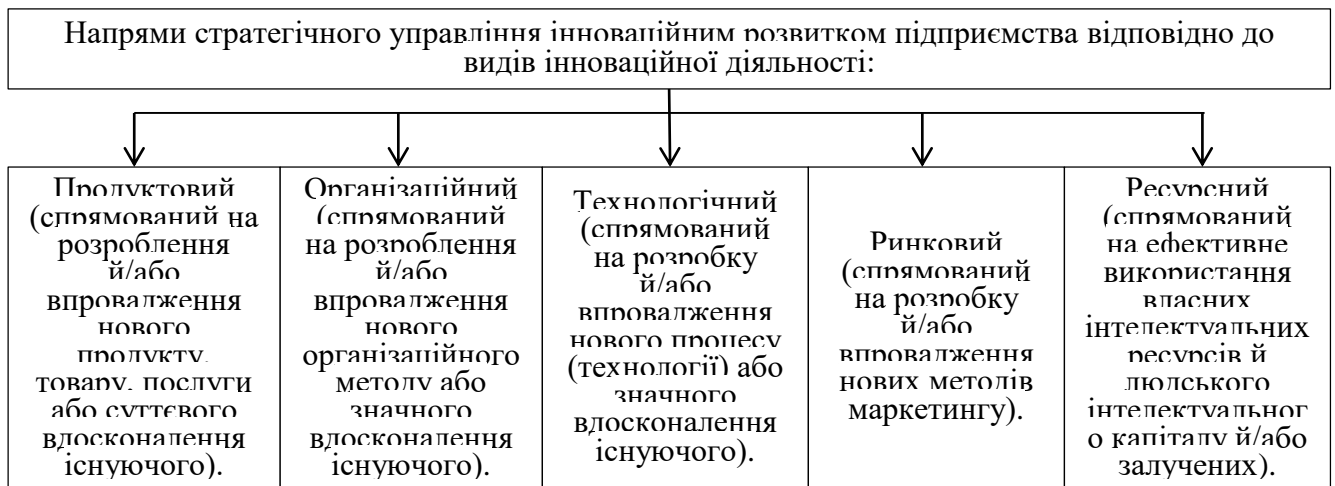 Напрями стратегічного управління інноваційним розвитком підприємства відповідно до
видів інноваційної діяльності:
Продуктовий
(спрямований на
розроблення
й/або
впровадження
нового
продукту,
товару, послуги
або суттєвого
вдосконалення
існуючого).
Організаційний
(спрямований
на розроблення
й/або
впровадження
нового
організаційного
методу або
значного
вдосконалення
існуючого).
Технологічний
(спрямований
на розробку
й/або
впровадження
нового процесу
(технології) або
значного
вдосконалення
існуючого).
Ринковий
(спрямований
на розробку
й/або
впровадження
нових методів
маркетингу).
Ресурсний
(спрямований
на ефективне
використання
власних
інтелектуальних
ресурсів й
людського
інтелектуальног
о капіталу й/або
залучених).